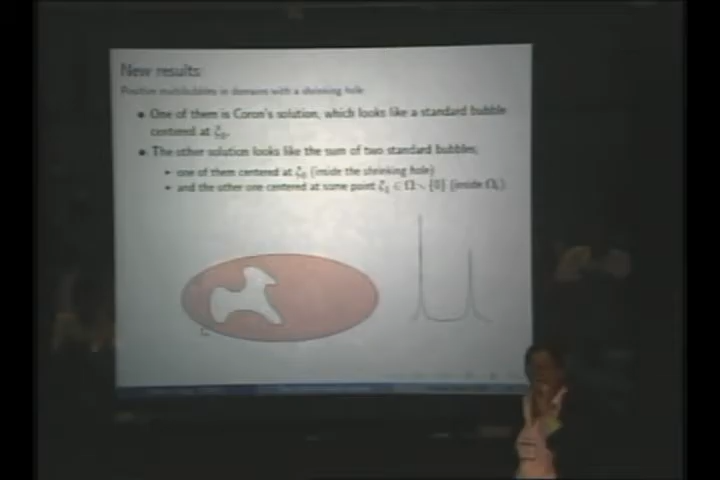 New results
Positive multibubbles in domains with a shrinking hole
• One of them is Coron's solution, which looks like a standard bubble
centered at ξ₀.
• The other solution looks like the sum of two standard bubbles,
• one of them centered at ξ₀ (inside the shrinking hole)
• and the other one centered at some point ξ₁ ∈ Ω ∖ {0} (inside Ωε).